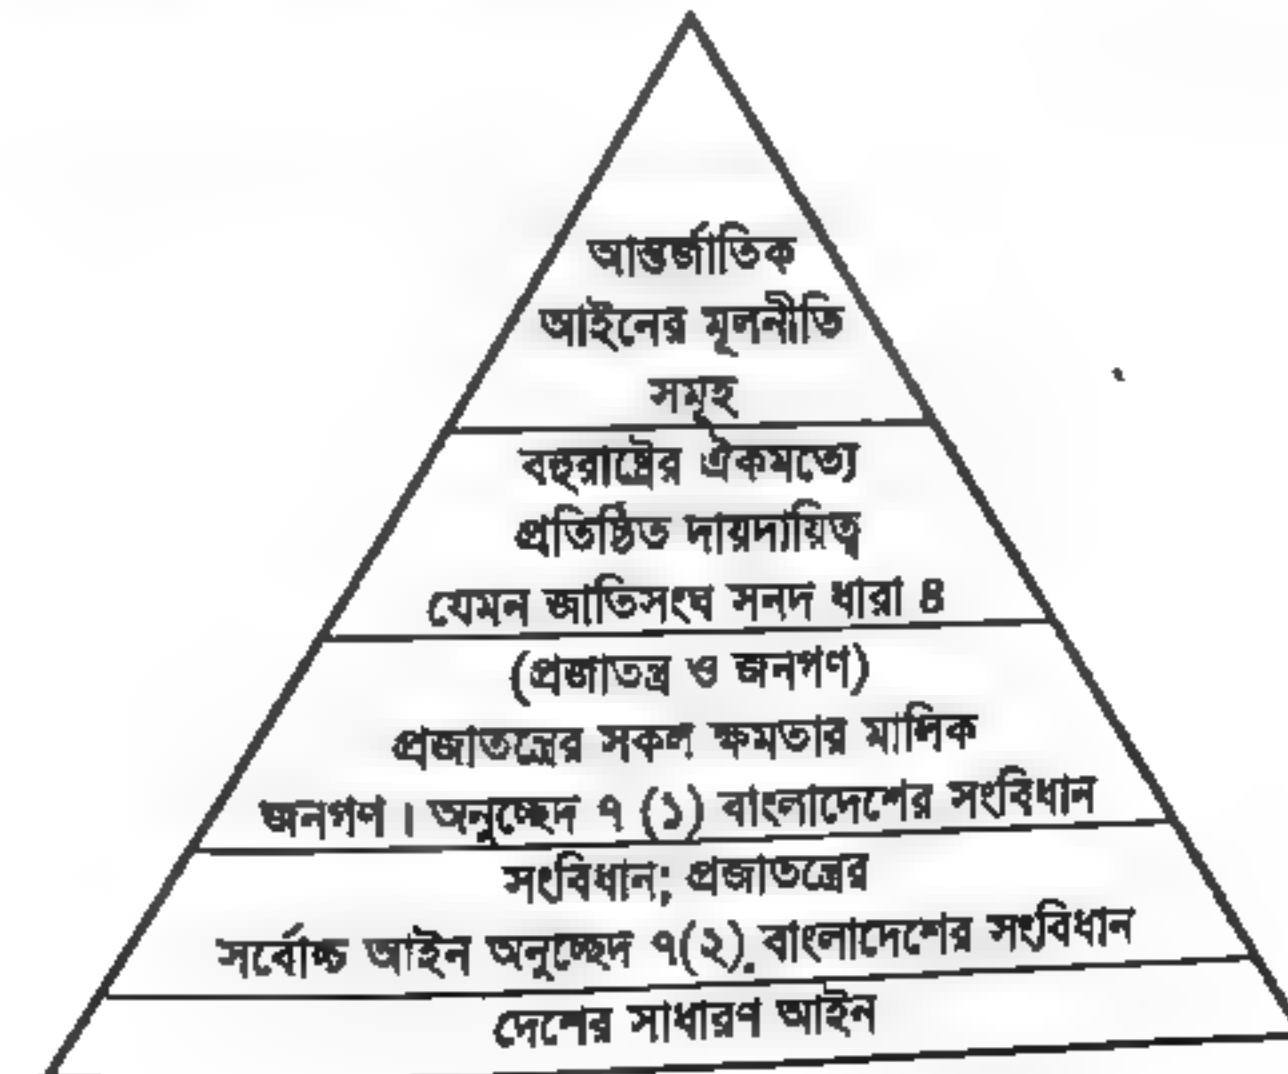 আন্তর্জাতিক
আইনের মূলনীতি
সমূহ
বহুরাষ্ট্রের ঐকমত্যে
প্রতিষ্ঠিত দায়দায়িত্ব
যেমন জাতিসংঘ সনদ ধারা ৪
(প্রজাতন্ত্র ও জনগণ)
প্রজাতন্ত্রের সকল ক্ষমতার মালিক
জনগণ। অনুচ্ছেদ ৭ (১) বাংলাদেশের সংবিধান
সংবিধান; প্রজাতন্ত্রের
সর্বোচ্চ আইন অনুচ্ছেদ ৭(২). বাংলাদেশের সংবিধান
দেশের সাধারণ আইন